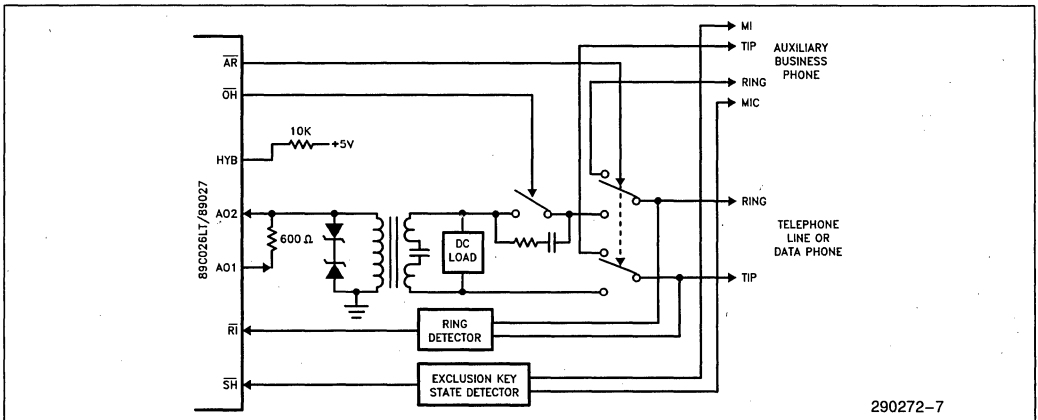 MI
TIP
AUXILIARY
BUSINESS
PHONE
RING
MIC
AR
OH
10K
+5V
HYB
89C026LT/89027
AO2
600 Ω
AO1
DC
LOAD
RING
TELEPHONE
LINE OR
DATA PHONE
TIP
RI
RING
DETECTOR
SH
EXCLUSION KEY
STATE DETECTOR
290272-7